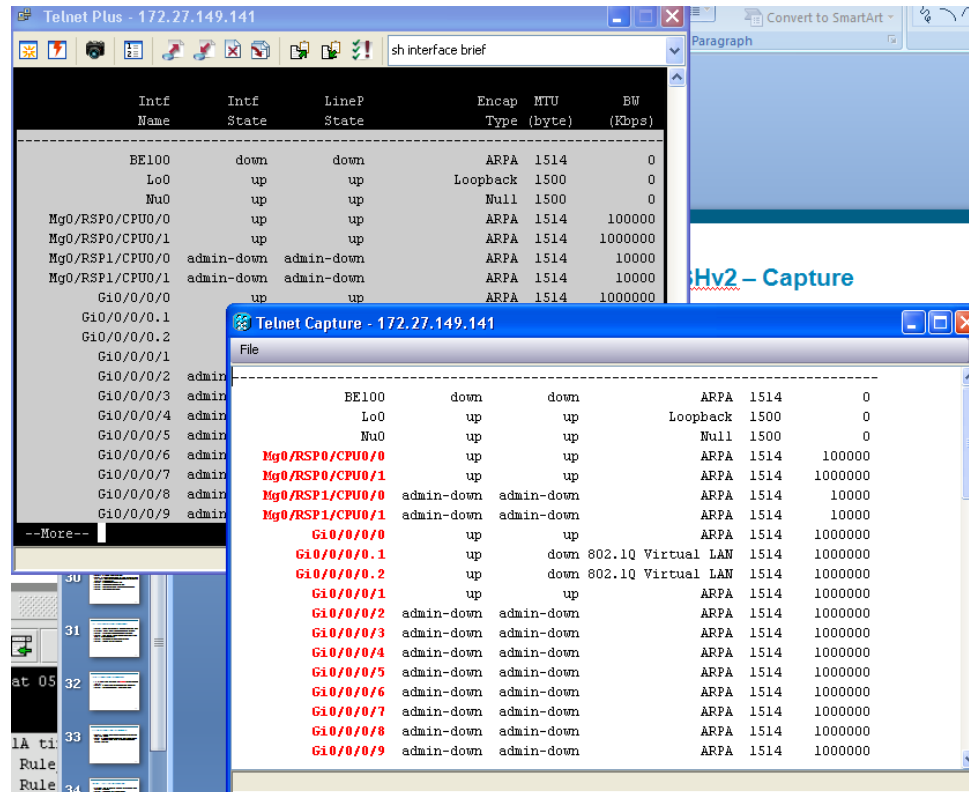 Telnet Plus - 172.27.149.141
Convert to SmartArt
Paragraph
sh interface brief
Intf Intf LineP Encap MTU BW
Name State State Type (byte) (Kbps)
--------------------------------------------------------------------------------
BE100 down down ARPA 1514 0
Lo0 up up Loopback 1500 0
Nu0 up up Null 1500 0
Mg0/RSP0/CPU0/0 up up ARPA 1514 100000
Mg0/RSP0/CPU0/1 up up ARPA 1514 1000000
Mg0/RSP1/CPU0/0 admin-down admin-down ARPA 1514 10000
Mg0/RSP1/CPU0/1 admin-down admin-down ARPA 1514 10000
Gi0/0/0/0 up up ARPA 1514 1000000
Gi0/0/0/0.1
Gi0/0/0/0.2
Gi0/0/0/1
Gi0/0/0/2 admin
Gi0/0/0/3 admin
Gi0/0/0/4 admin
Gi0/0/0/5 admin
Gi0/0/0/6 admin
Gi0/0/0/7 admin
Gi0/0/0/8 admin
Gi0/0/0/9 admin
--More--
SHv2 – Capture
Telnet Capture - 172.27.149.141
File
--------------------------------------------------------------------------------
BE100 down down ARPA 1514 0
Lo0 up up Loopback 1500 0
Nu0 up up Null 1500 0
Mg0/RSP0/CPU0/0 up up ARPA 1514 100000
Mg0/RSP0/CPU0/1 up up ARPA 1514 1000000
Mg0/RSP1/CPU0/0 admin-down admin-down ARPA 1514 10000
Mg0/RSP1/CPU0/1 admin-down admin-down ARPA 1514 10000
Gi0/0/0/0 up up ARPA 1514 1000000
Gi0/0/0/0.1 up down 802.1Q Virtual LAN 1514 1000000
Gi0/0/0/0.2 up down 802.1Q Virtual LAN 1514 1000000
Gi0/0/0/1 up up ARPA 1514 1000000
Gi0/0/0/2 admin-down admin-down ARPA 1514 1000000
Gi0/0/0/3 admin-down admin-down ARPA 1514 1000000
Gi0/0/0/4 admin-down admin-down ARPA 1514 1000000
Gi0/0/0/5 admin-down admin-down ARPA 1514 1000000
Gi0/0/0/6 admin-down admin-down ARPA 1514 1000000
Gi0/0/0/7 admin-down admin-down ARPA 1514 1000000
Gi0/0/0/8 admin-down admin-down ARPA 1514 1000000
Gi0/0/0/9 admin-down admin-down ARPA 1514 1000000
30
31
32
33
34
at 05
lA ti
Rule
Rule